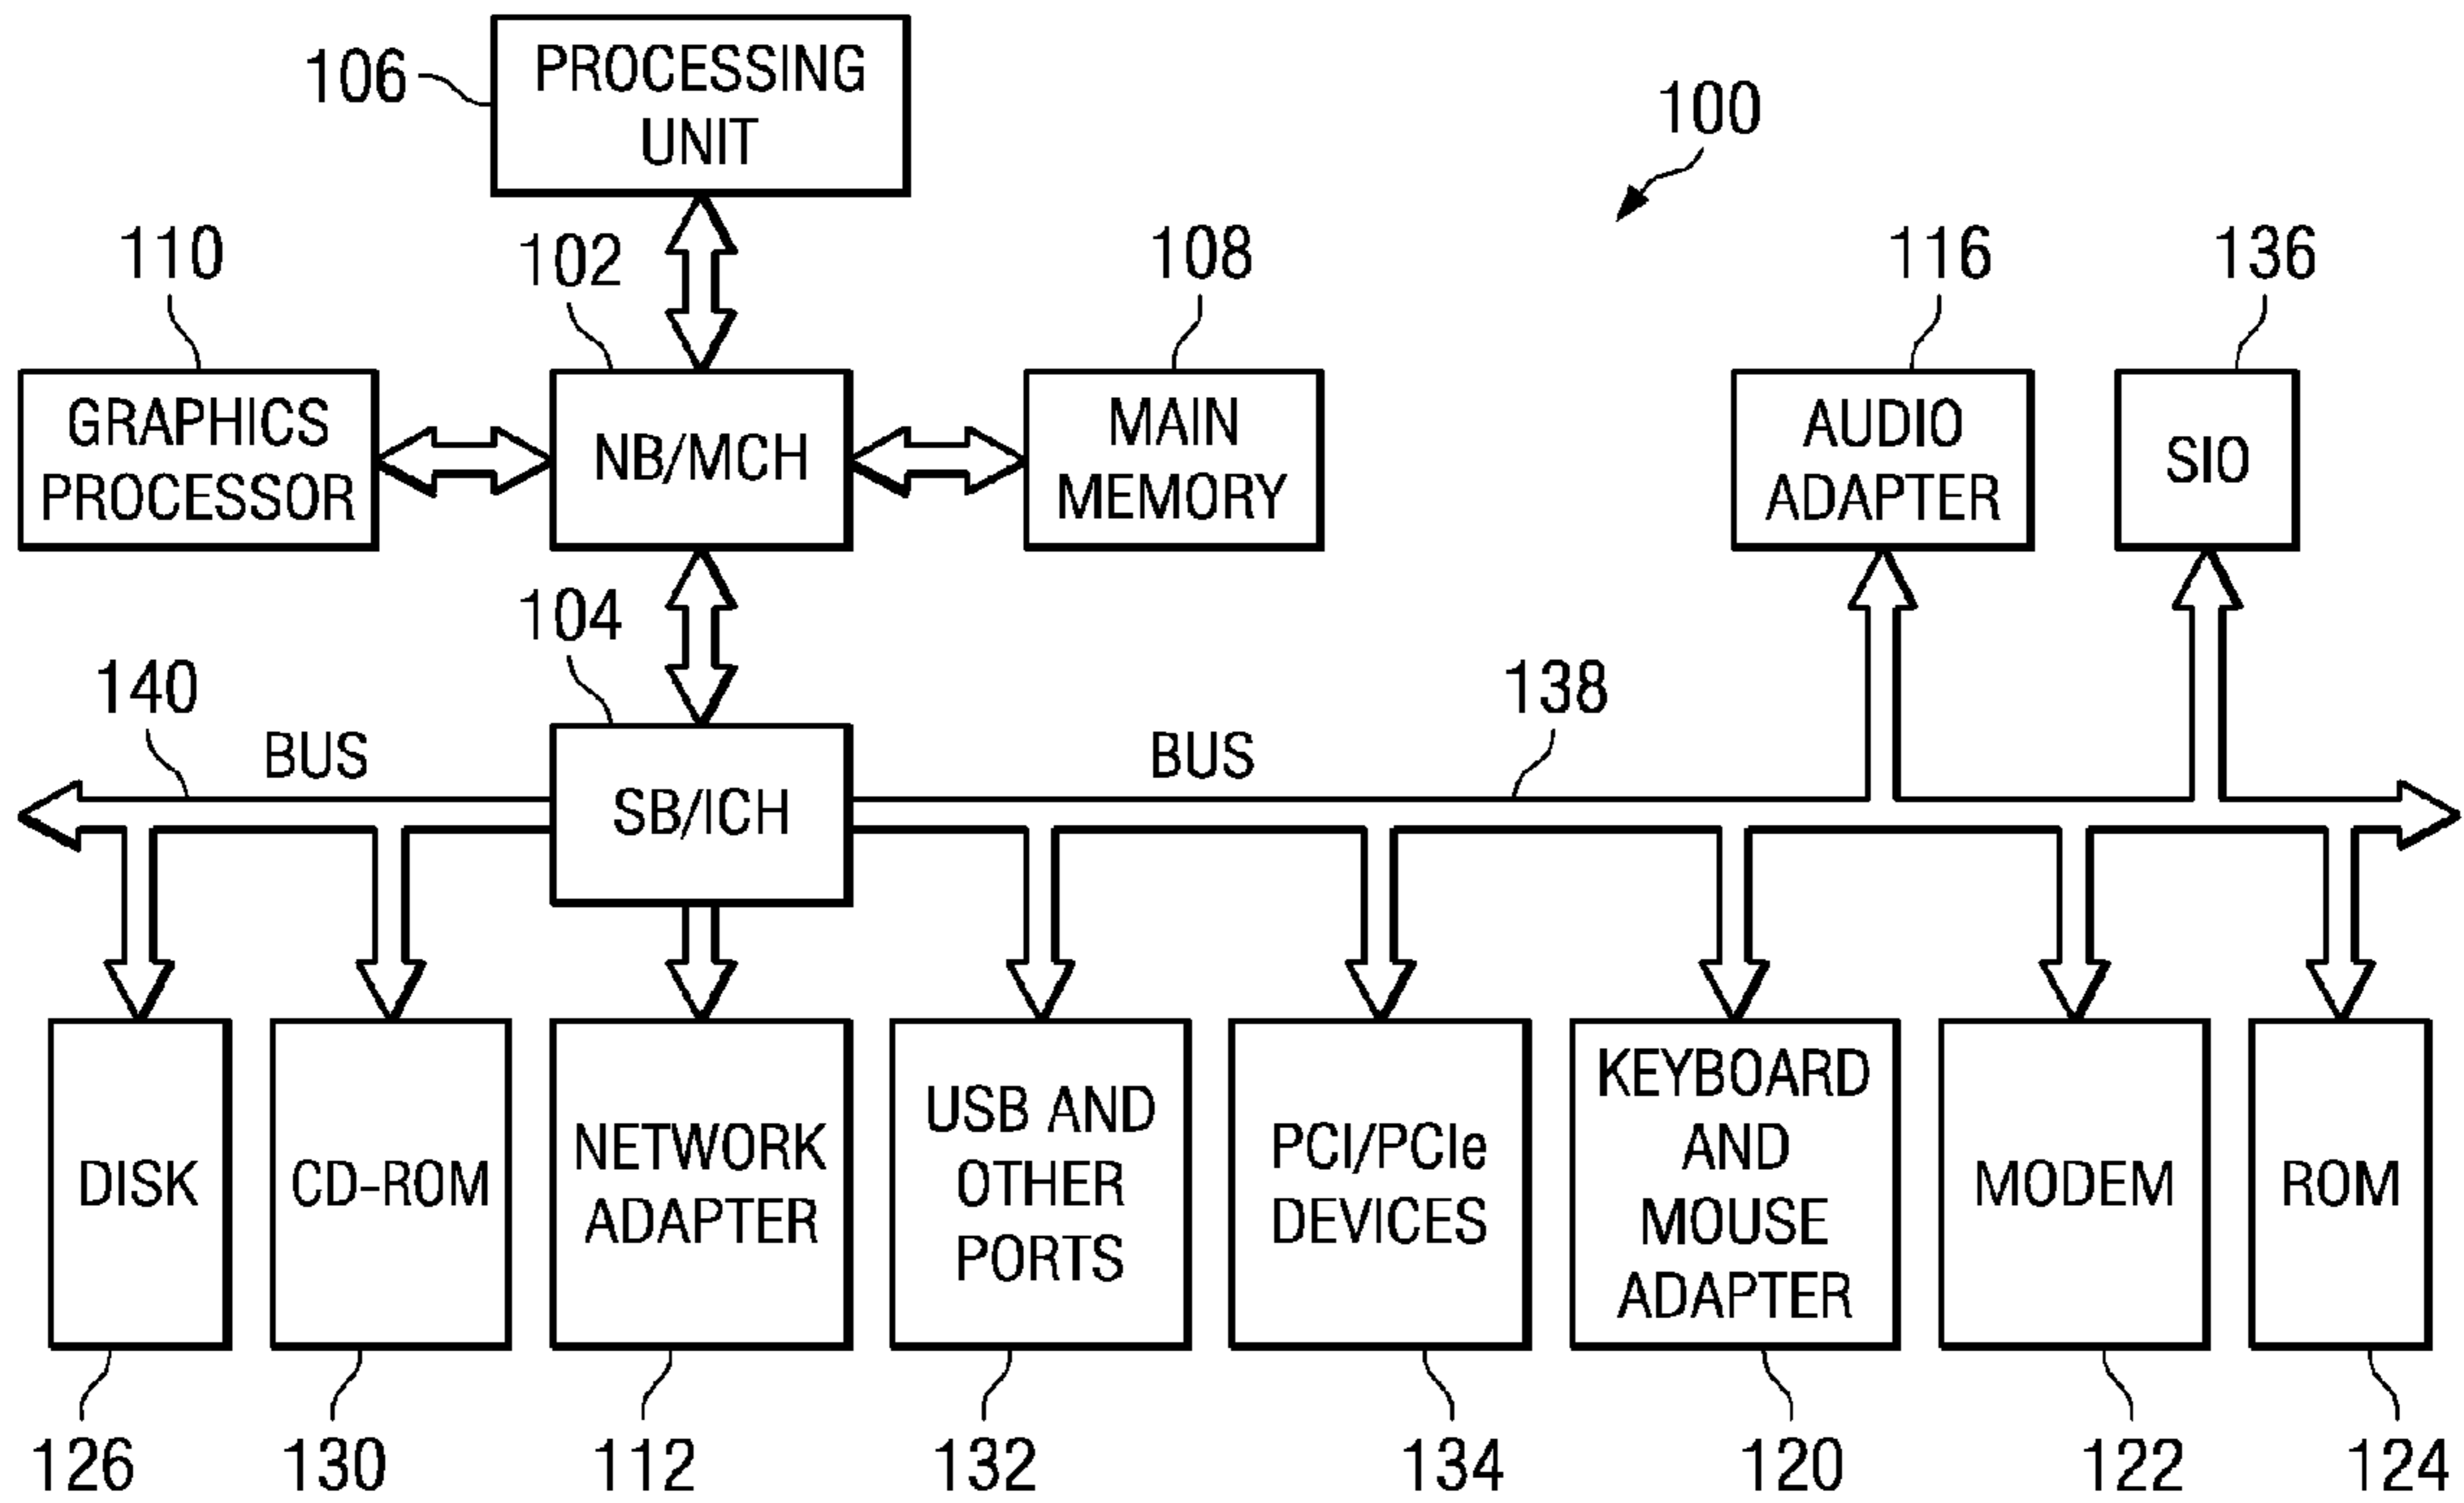 106
PROCESSING
UNIT
100
110
102
108
116
136
GRAPHICS
PROCESSOR
NB/MCH
MAIN
MEMORY
AUDIO
ADAPTER
SIO
104
140
BUS
SB/ICH
BUS
138
DISK
CD-ROM
NETWORK
ADAPTER
USB AND
OTHER
PORTS
PCI/PCIe
DEVICES
KEYBOARD
AND
MOUSE
ADAPTER
MODEM
ROM
126
130
112
132
134
120
122
124